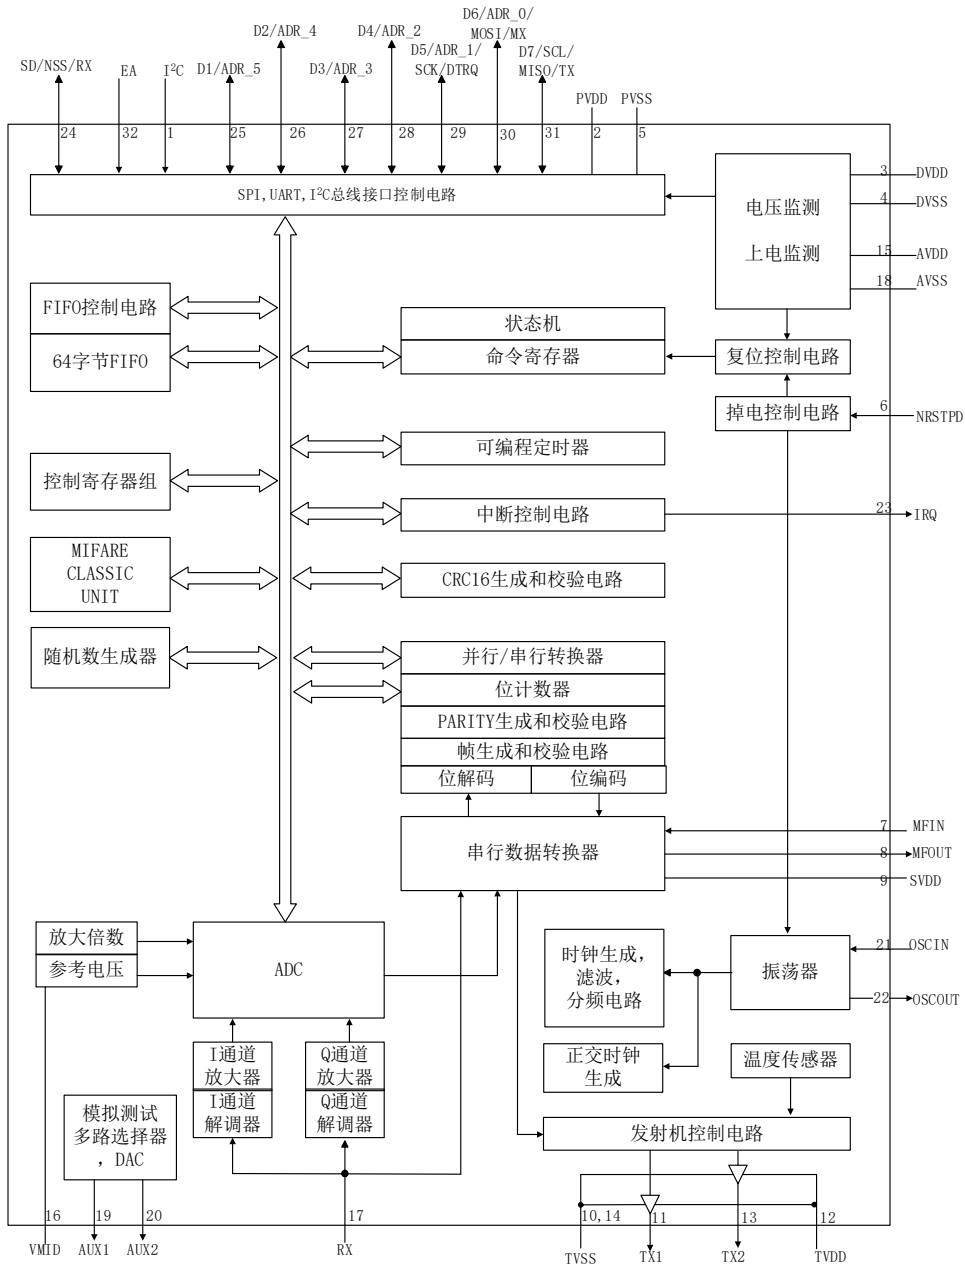 D6/ADR_0/
MOSI/MX
D2/ADR_4
D4/ADR_2
D5/ADR_1/
SCK/DTRQ
D7/SCL/
MISO/TX
SD/NSS/RX
EA
I²C
D1/ADR_5
D3/ADR_3
PVDD
PVSS
24
32
1
25
26
27
28
29
30
31
2
5
SPI,UART,I²C总线接口控制电路
电压监测
上电监测
3
DVDD
4
DVSS
15
AVDD
18
AVSS
FIFO控制电路
64字节FIFO
状态机
命令寄存器
复位控制电路
掉电控制电路
6
NRSTPD
可编程定时器
控制寄存器组
中断控制电路
23
IRQ
MIFARE
CLASSIC
UNIT
CRC16生成和校验电路
随机数生成器
并行/串行转换器
位计数器
PARITY生成和校验电路
帧生成和校验电路
位解码
位编码
串行数据转换器
7
MFIN
8
MFOUT
9
SVDD
放大倍数
参考电压
ADC
时钟生成，
滤波，
分频电路
振荡器
21
OSCIN
22
OSCOUT
正交时钟
生成
温度传感器
I通道
放大器
I通道
解调器
Q通道
放大器
Q通道
解调器
模拟测试
多路选择器
，DAC
发射机控制电路
16
19
20
17
10,14
11
13
12
VMID
AUX1
AUX2
RX
TVSS
TX1
TX2
TVDD